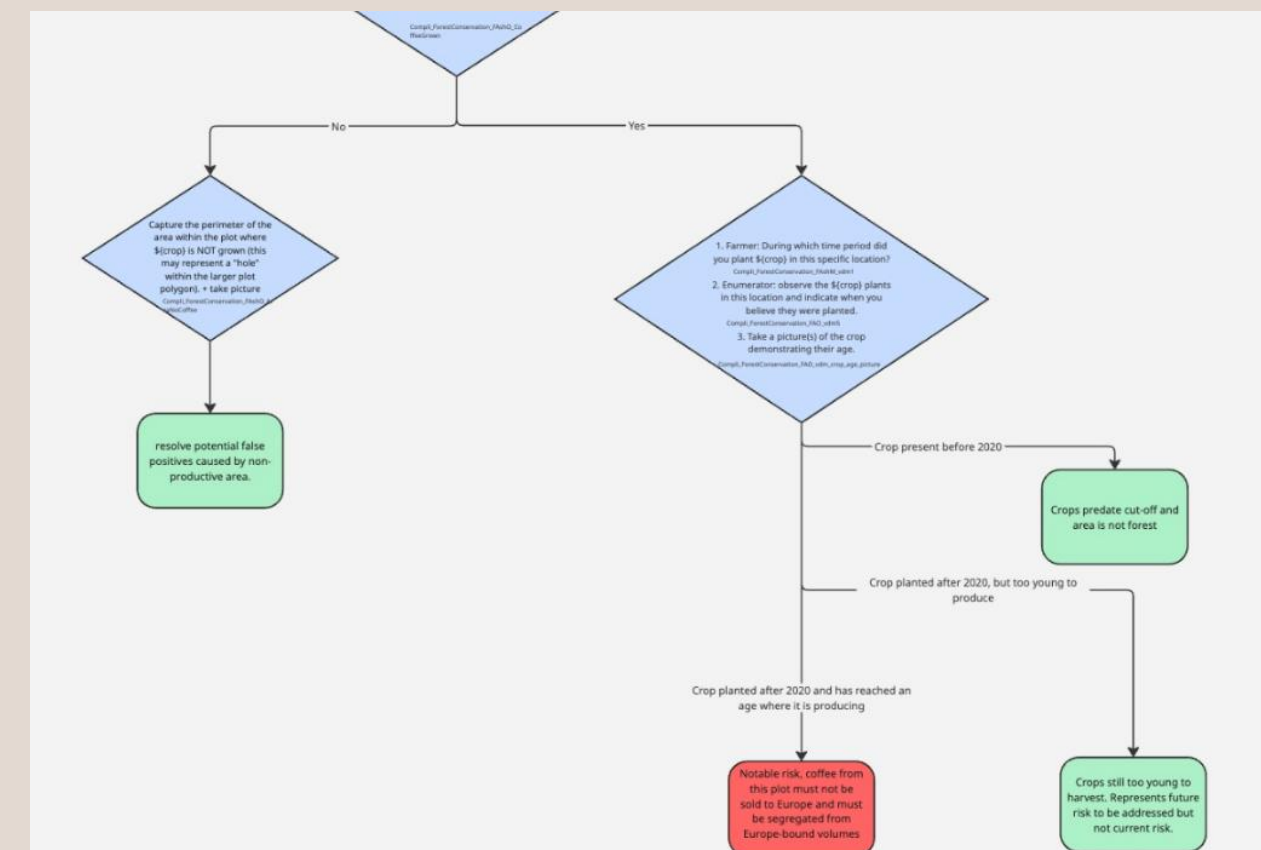 Compli_ForestConservation_FAshO_Co
ffeeGrown
No
Yes
Capture the perimeter of the
area within the plot where
${crop} is NOT grown (this
may represent a "hole"
within the larger plot
polygon). + take picture
1. Farmer: During which time period did
you plant ${crop} in this specific location?
Compli_ForestConservation_FAshM_vdm1
2. Enumerator: observe the ${crop} plants
in this location and indicate when you
believe they were planted.
Compli_ForestConservation_FAO_vdm5
3. Take a picture(s) of the crop
demonstrating their age.
Compli_ForestConservation_FAO_vdm_crop_age_picture
resolve potential false
positives caused by non-
productive area.
Crop present before 2020
Crops predate cut-off and
area is not forest
Crop planted after 2020, but too young to
produce
Crop planted after 2020 and has reached an
age where it is producing
Notable risk, coffee from
this plot must not be
sold to Europe and must
be segregated from
Europe-bound volumes
Crops still too young to
harvest. Represents future
risk to be addressed but
not current risk.